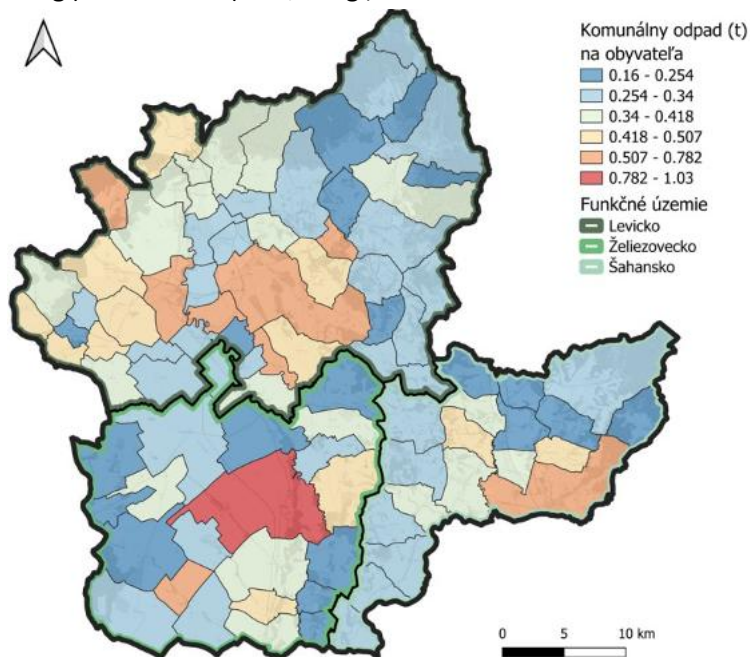 Komunálny odpad (t)
na obyvateľa
0.16 - 0.254
0.254 - 0.34
0.34 - 0.418
0.418 - 0.507
0.507 - 0.782
0.782 - 1.03
Funkčné územie
Levicko
Želiezovecko
Šahansko
0 5 10 km